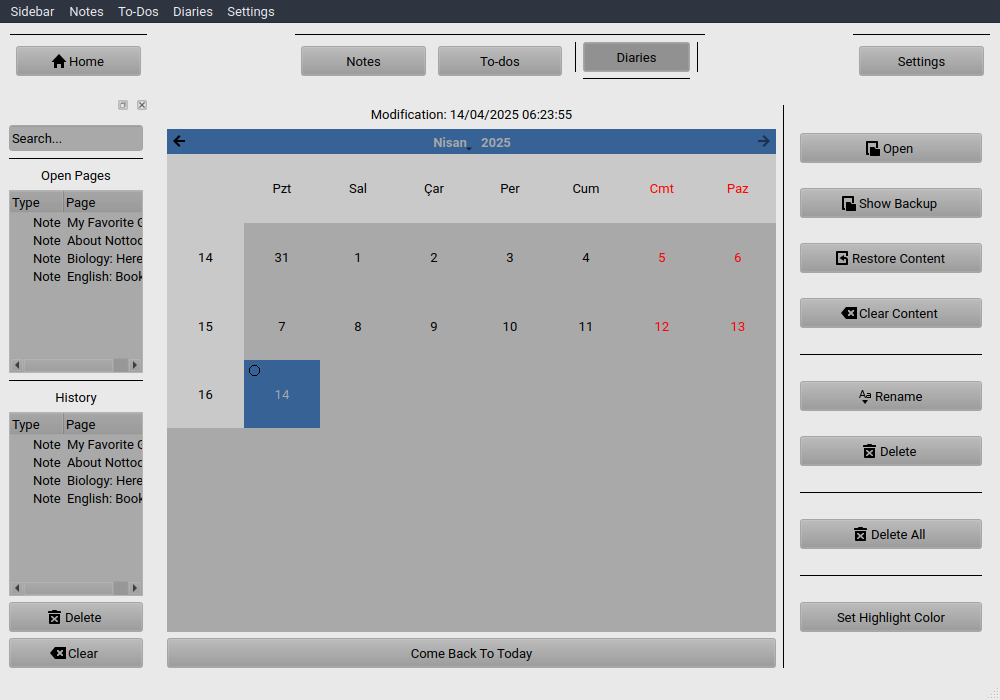 Sidebar Notes To-Dos Diaries Settings
Home Notes To-dos Diaries Settings
Search...
Open Pages
Type Page
Note My Favorite G
Note About Nottod
Note Biology: Here
Note English: Book
History
Type Page
Note My Favorite G
Note About Nottod
Note Biology: Here
Note English: Book
Delete
Clear
Modification: 14/04/2025 06:23:55
Nisan 2025
Pzt Sal Çar Per Cum Cmt Paz
14 31 1 2 3 4 5 6
15 7 8 9 10 11 12 13
16 14
Come Back To Today
Open
Show Backup
Restore Content
Clear Content
Aa Rename
Delete
Delete All
Set Highlight Color